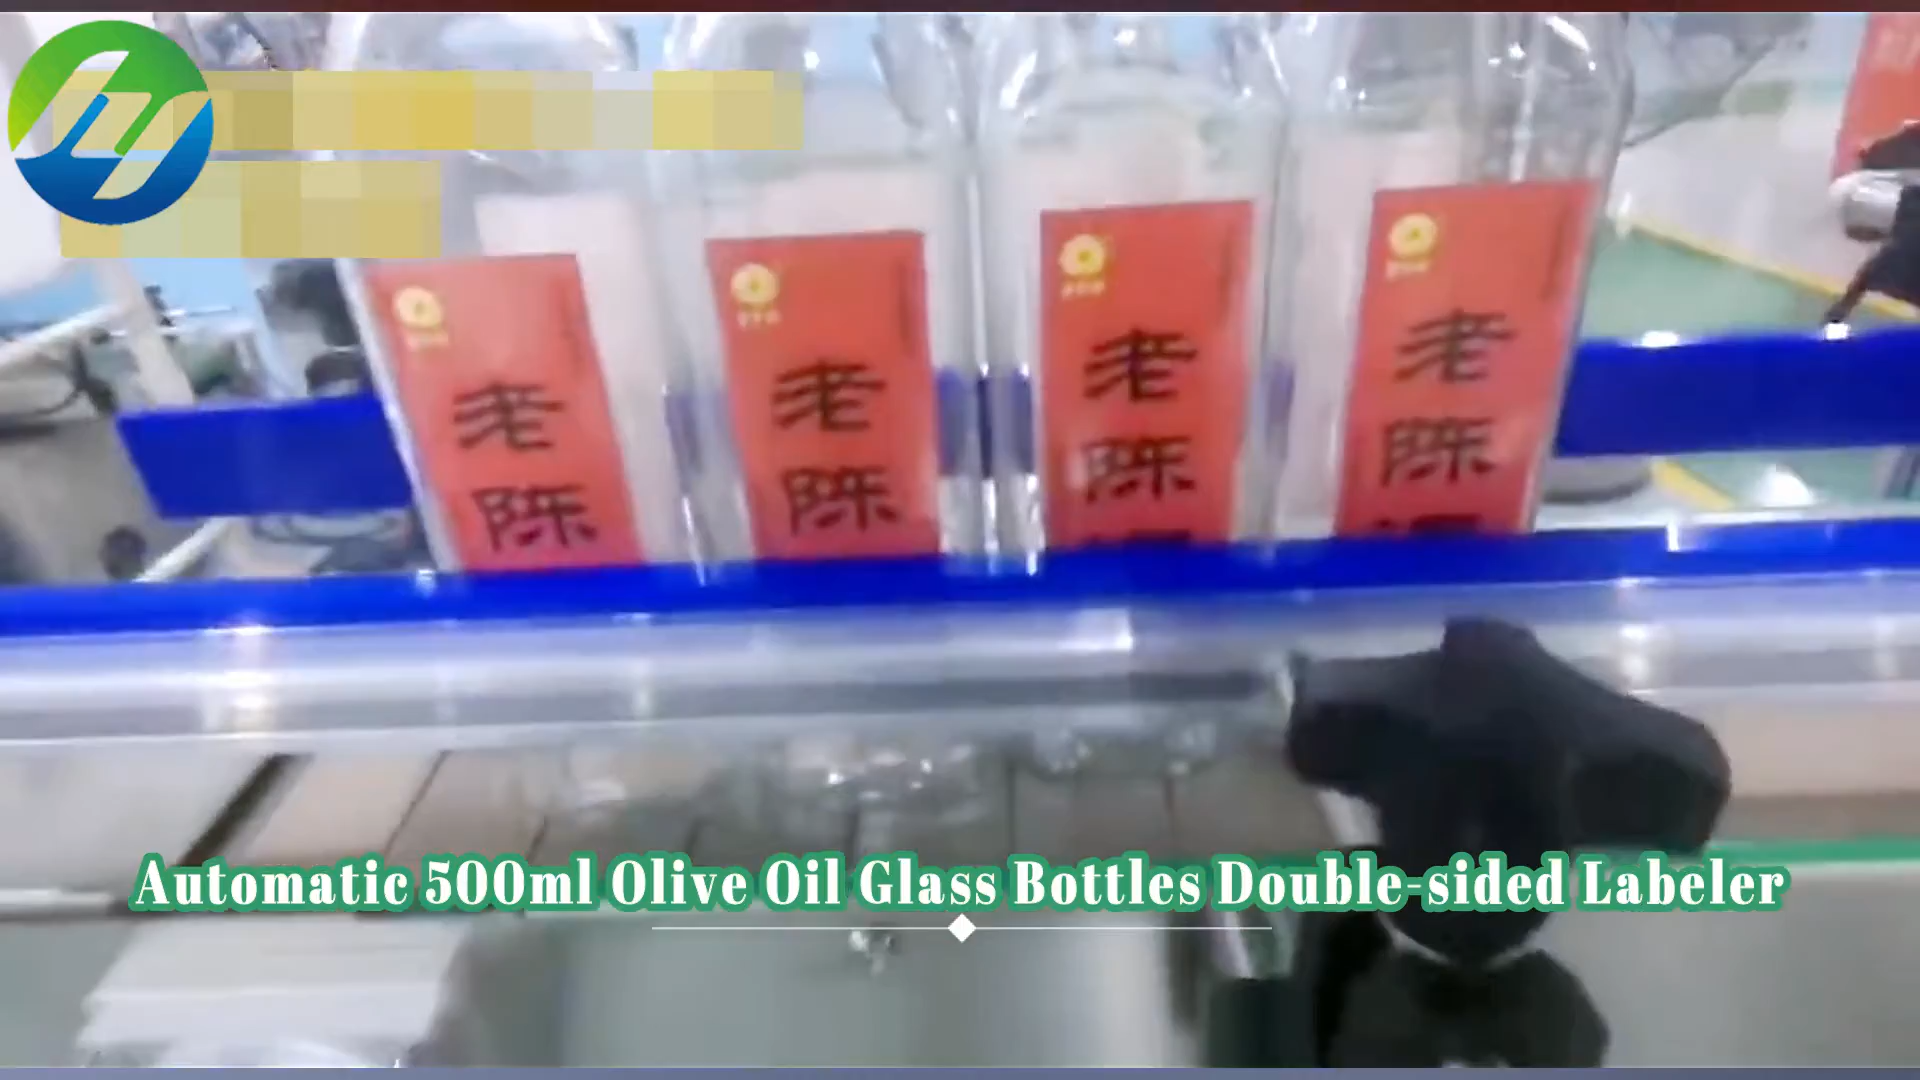 老
陈
老
陈
老
陈
老
陈
Automatic 500ml Olive Oil Glass Bottles Double-sided Labeler